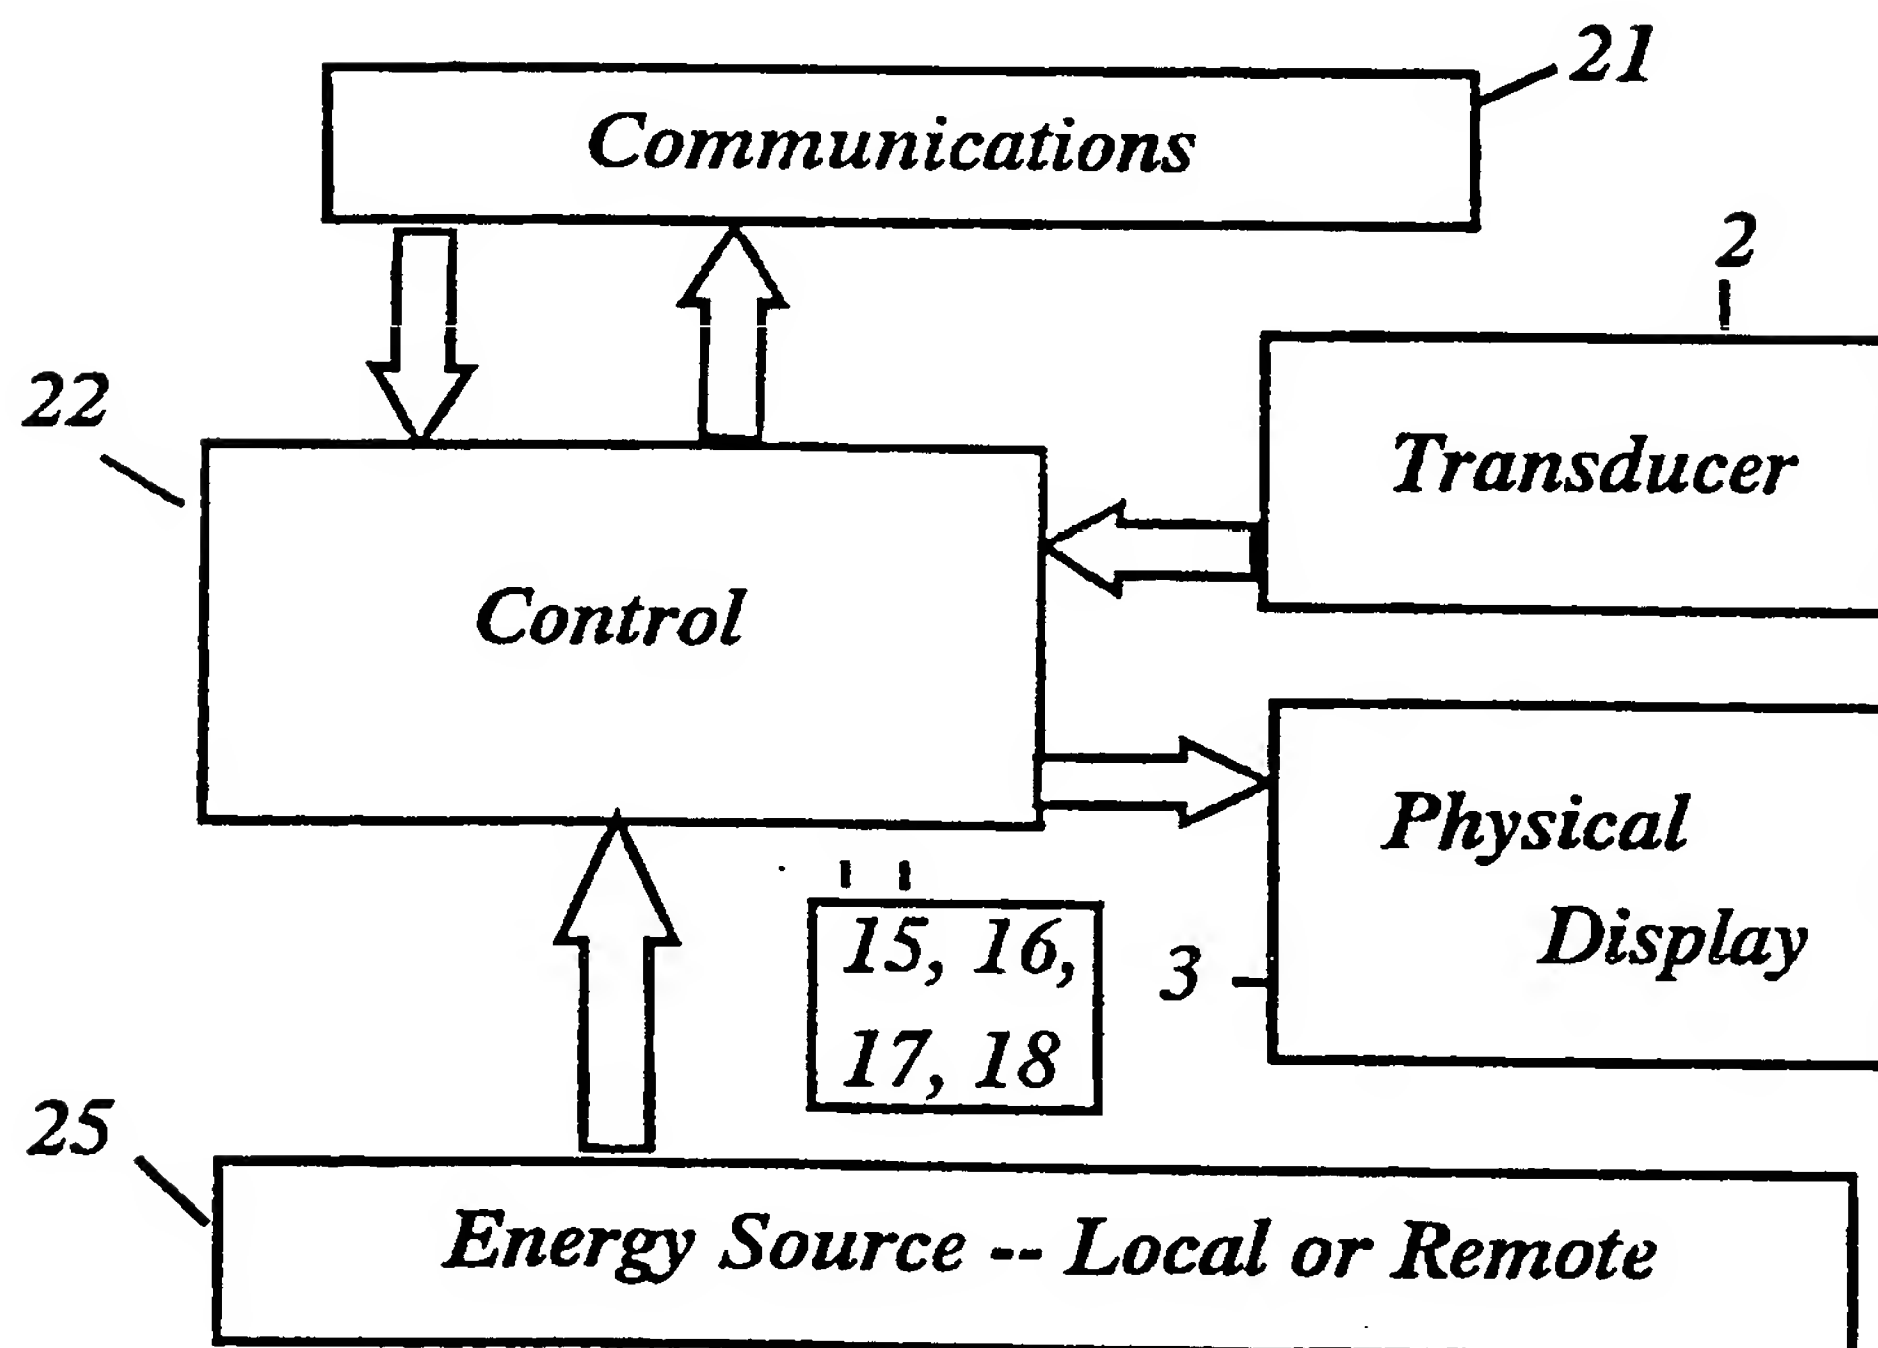 21
Communications
2
22
Transducer
Control
Physical
Display
15, 16,
3
17, 18
25
Energy Source -- Local or Remote